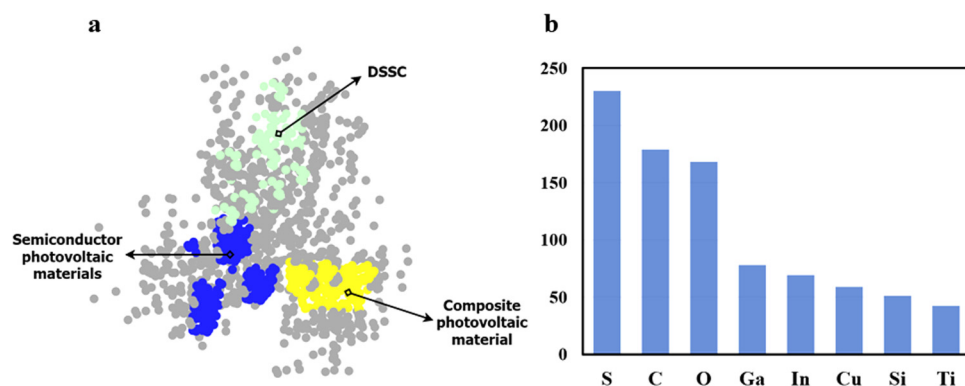 a
DSSC
Semiconductor
photovoltaic
materials
Composite
photovoltaic
material
b
250
200
150
100
50
0
S C O Ga In Cu Si Ti